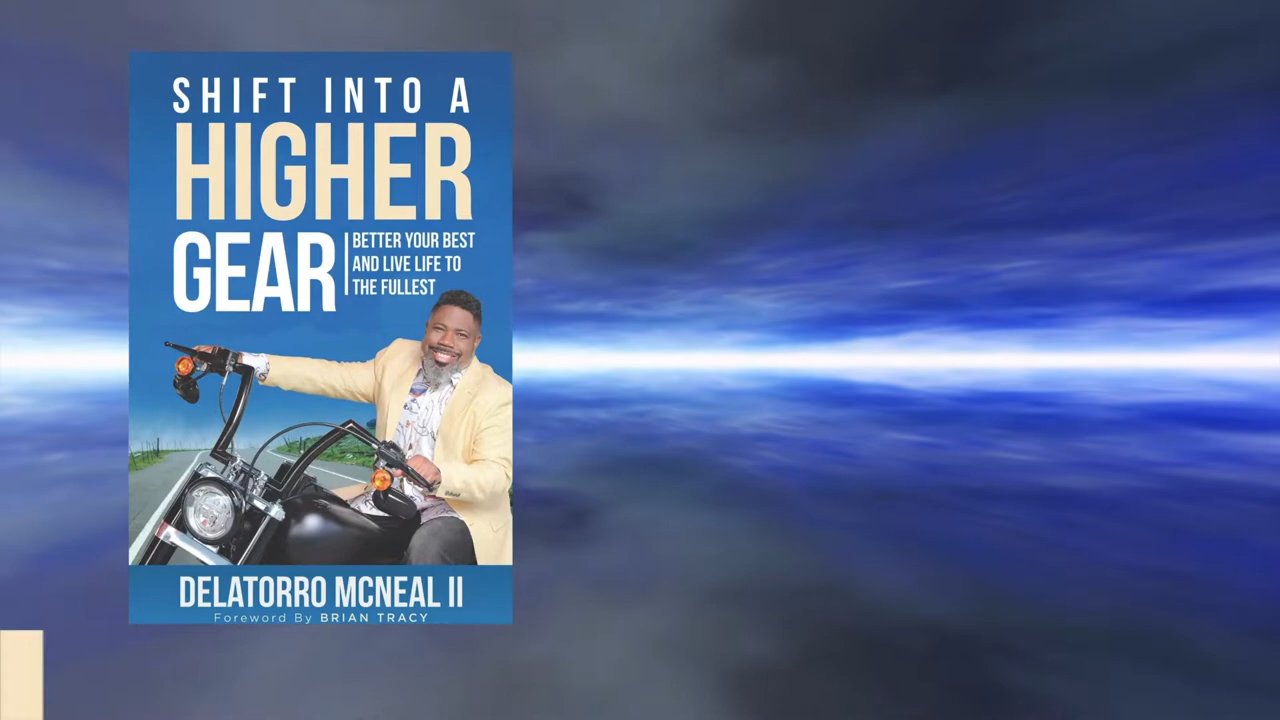 SHIFT INTO A
HIGHER
GEAR
BETTER YOUR BEST
AND LIVE LIFE TO
THE FULLEST
DELATORRO MCNEAL II
Foreword By BRIAN TRACY